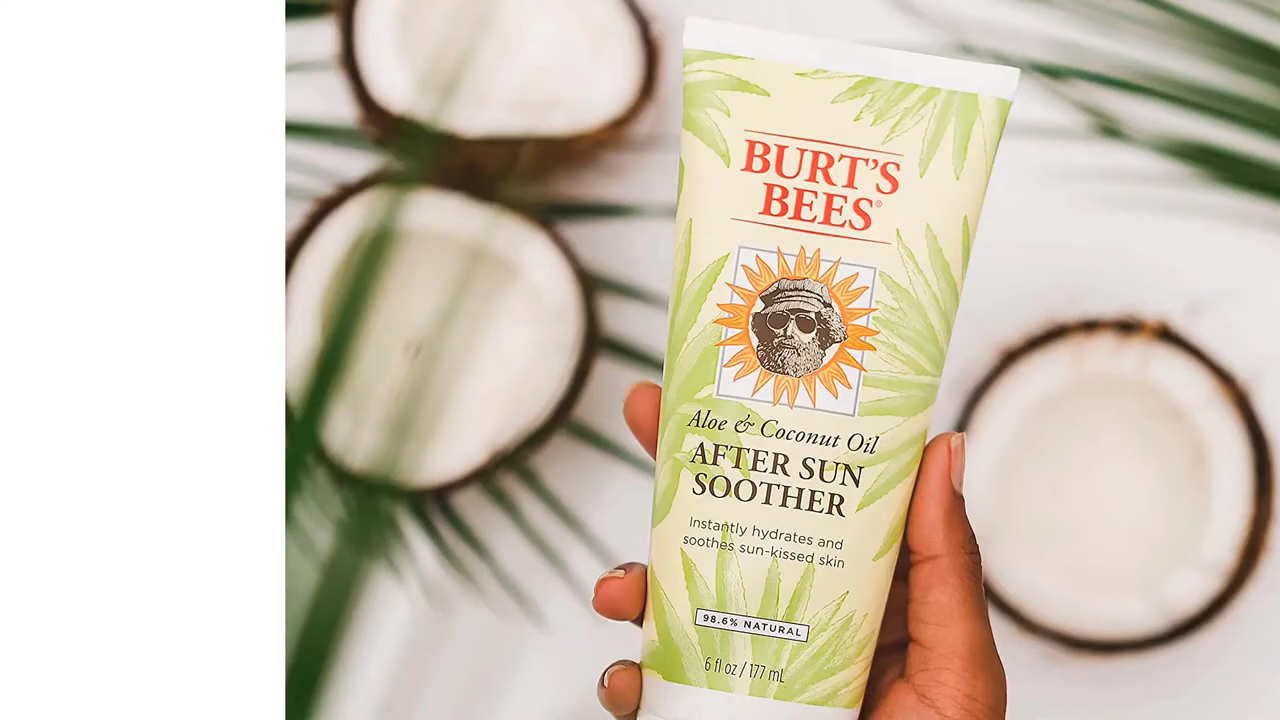 BURT'S
BEES®
Aloe & Coconut Oil
AFTER SUN
SOOTHER
Instantly hydrates and
soothes sun-kissed skin
98.6% NATURAL
6 fl oz / 177 mL